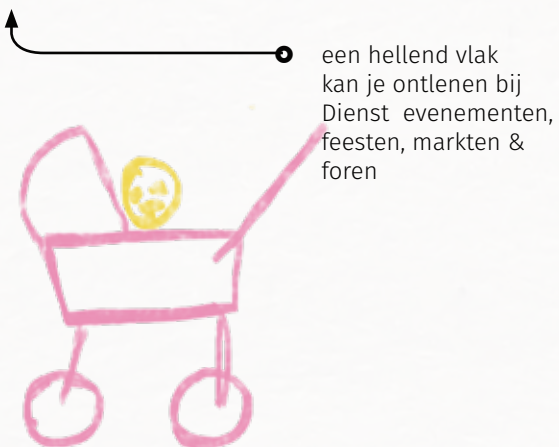 een hellend vlak
kan je ontlenen bij
Dienst evenementen,
feesten, markten &
foren